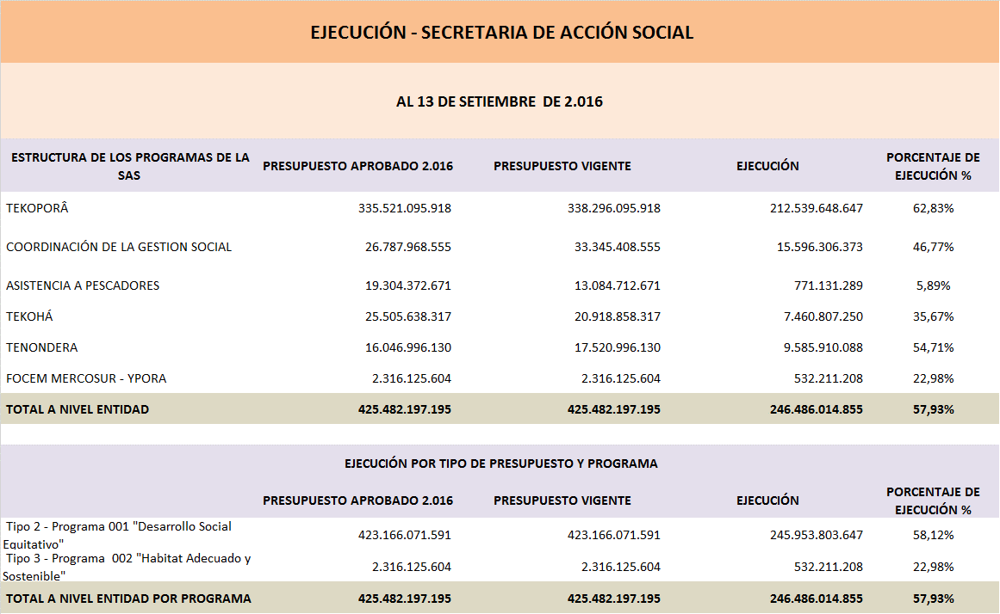 EJECUCIÓN - SECRETARIA DE ACCIÓN SOCIAL
AL 13 DE SETIEMBRE  DE 2.016
ESTRUCTURA DE LOS PROGRAMAS DE LA SAS PRESUPUESTO APROBADO 2.016 PRESUPUESTO VIGENTE EJECUCIÓN PORCENTAJE DE EJECUCIÓN %
TEKOPORÂ 335.521.095.918 338.296.095.918 212.539.648.647 62,83%
COORDINACIÓN DE LA GESTION SOCIAL 26.787.968.555 33.345.408.555 15.596.306.373 46,77%
ASISTENCIA A PESCADORES 19.304.372.671 13.084.712.671 771.131.289 5,89%
TEKOHÁ 25.505.638.317 20.918.858.317 7.460.807.250 35,67%
TENONDERA 16.046.996.130 17.520.996.130 9.585.910.088 54,71%
FOCEM MERCOSUR - YPORA 2.316.125.604 2.316.125.604 532.211.208 22,98%
TOTAL A NIVEL ENTIDAD 425.482.197.195 425.482.197.195 246.486.014.855 57,93%
EJECUCIÓN POR TIPO DE PRESUPUESTO Y PROGRAMA
PRESUPUESTO APROBADO 2.016 PRESUPUESTO VIGENTE EJECUCIÓN PORCENTAJE DE EJECUCIÓN %
Tipo 2 - Programa 001 "Desarrollo Social Equitativo" 423.166.071.591 423.166.071.591 245.953.803.647 58,12%
Tipo 3 - Programa  002 "Habitat Adecuado y Sostenible" 2.316.125.604 2.316.125.604 532.211.208 22,98%
TOTAL A NIVEL ENTIDAD POR PROGRAMA 425.482.197.195 425.482.197.195 246.486.014.855 57,93%